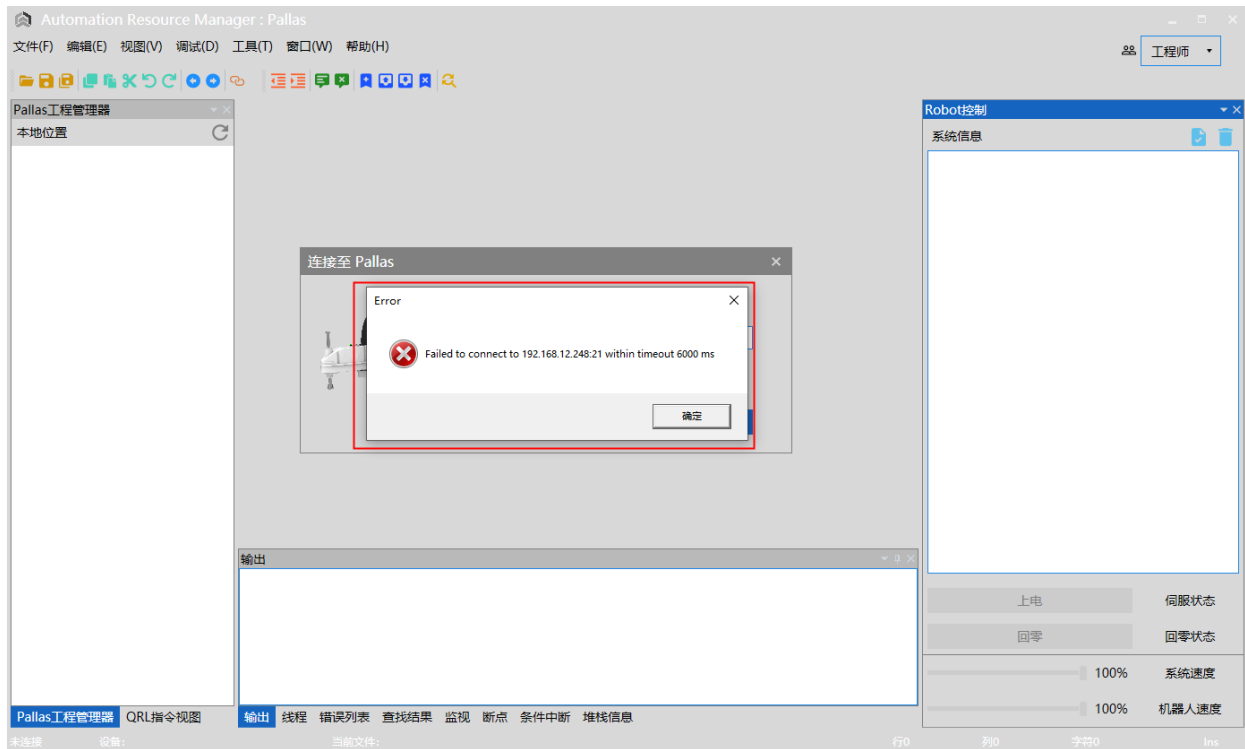 Automation Resource Manager : Pallas
文件(F) 编辑(E) 视图(V) 调试(D) 工具(T) 窗口(W) 帮助(H)
工程师
Pallas工程管理器
本地位置
Robot控制
系统信息
连接至 Pallas
Error
Failed to connect to 192.168.12.248:21 within timeout 6000 ms
确定
输出
上电 伺服状态
回零 回零状态
100% 系统速度
100% 机器人速度
Pallas工程管理器 QRL指令视图
输出 线程 错误列表 查找结果 监视 断点 条件中断 堆栈信息
未连接 设备: 当前文件: 行0 列0 字符0 Ins